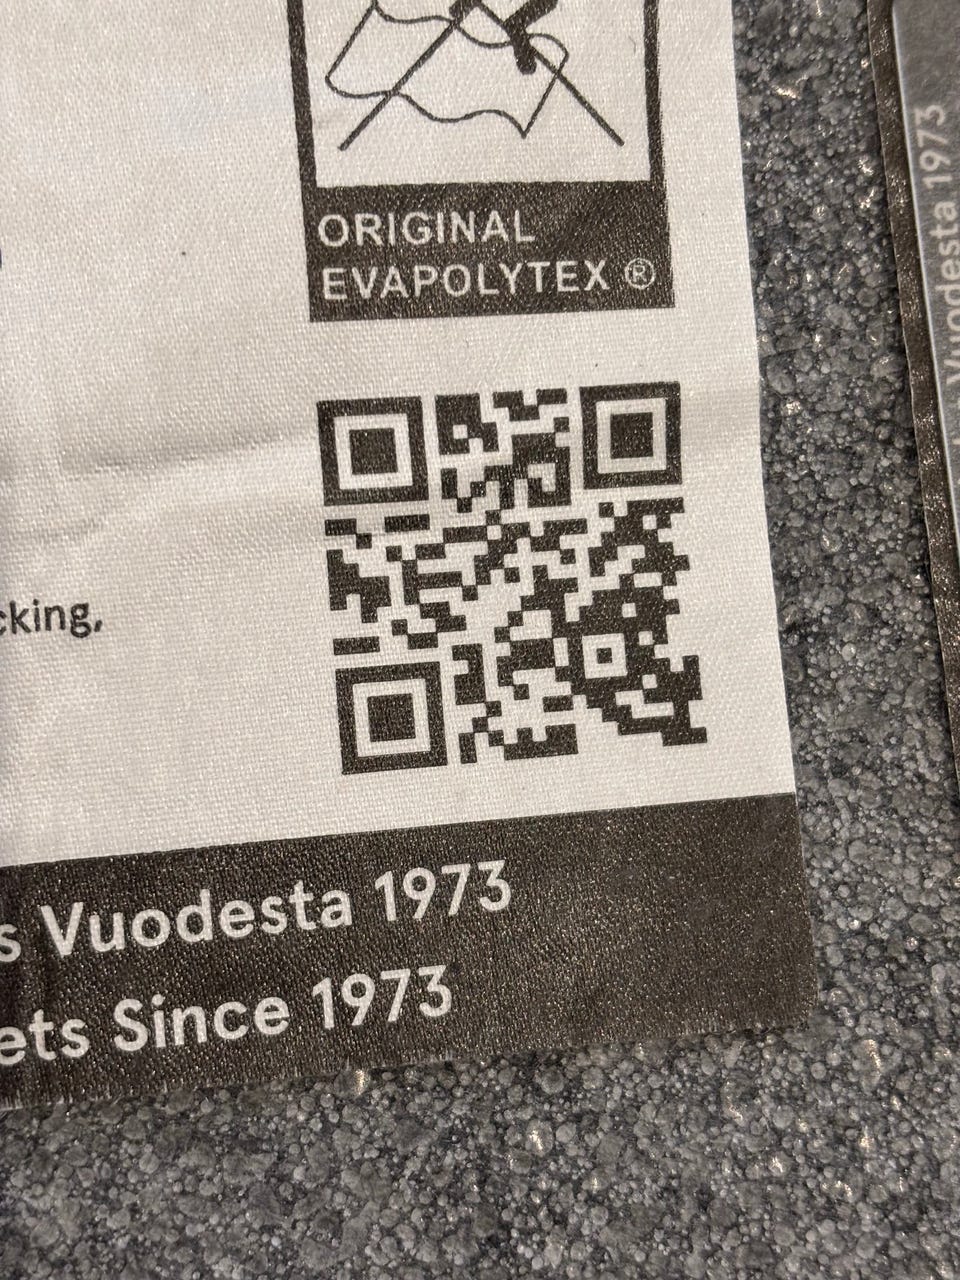 ORIGINAL
EVAPOLYTEX ®
cking,
s Vuodesta 1973
ets Since 1973
Vuodesta 1973